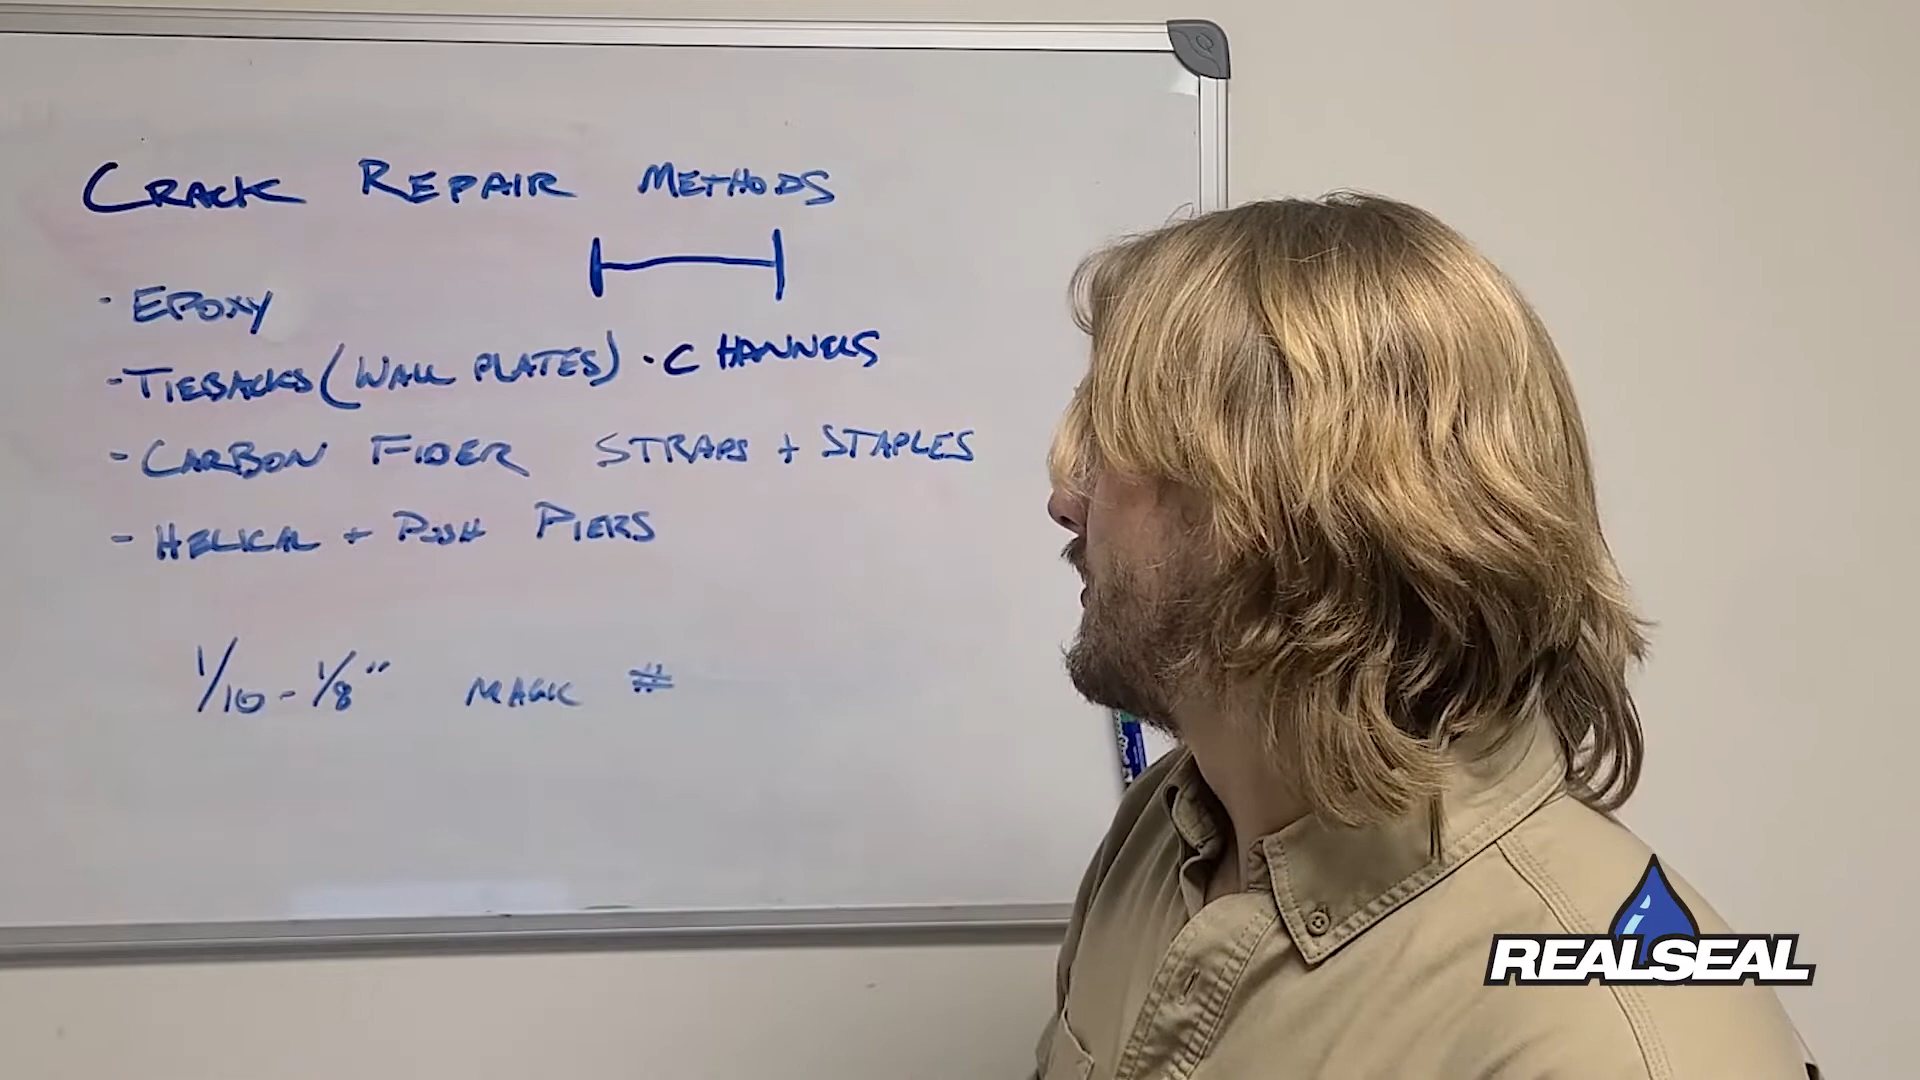 CRACK REPAIR METHODS
· EPOXY
- TIEBACKS (WALL PLATES) · CHANNELS
- CARBON FIBER STRAPS + STAPLES
- HELICAL + PUSH PIERS
1/10 - 1/8" MAGIC #
REALSEAL